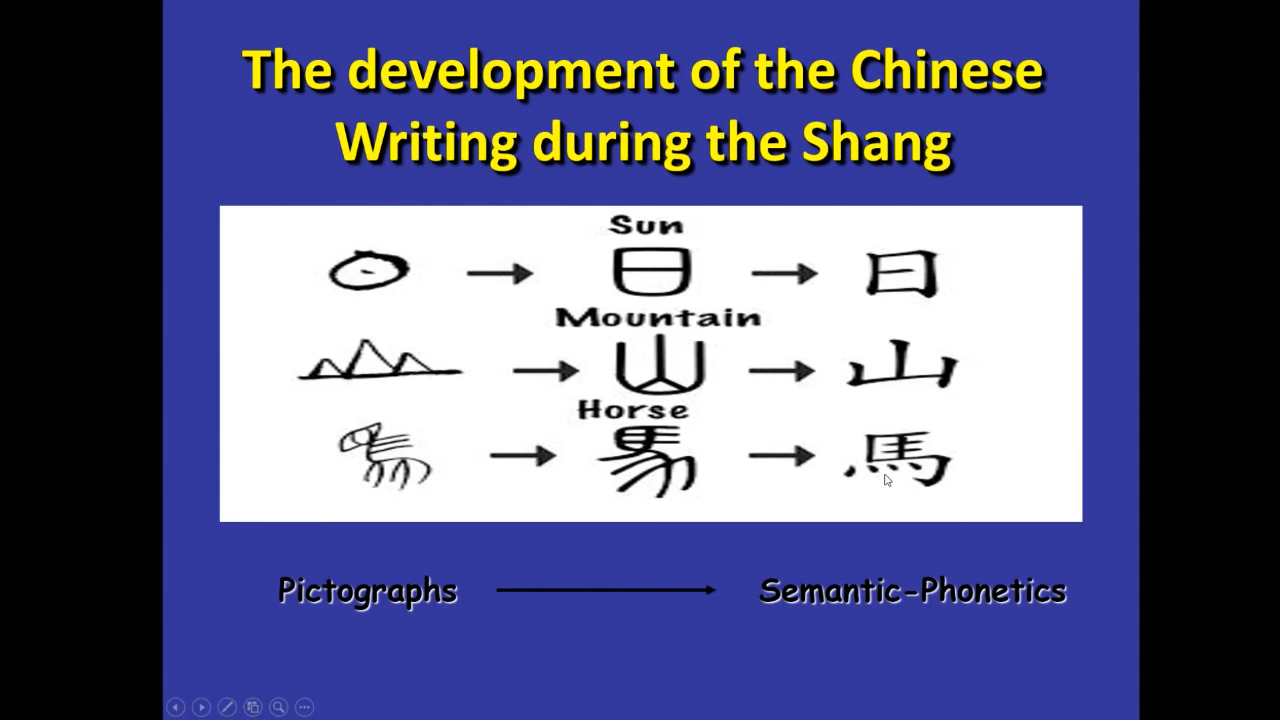 The development of the Chinese
Writing during the Shang
Sun
日
Mountain
山
Horse
馬
Pictographs
Semantic-Phonetics